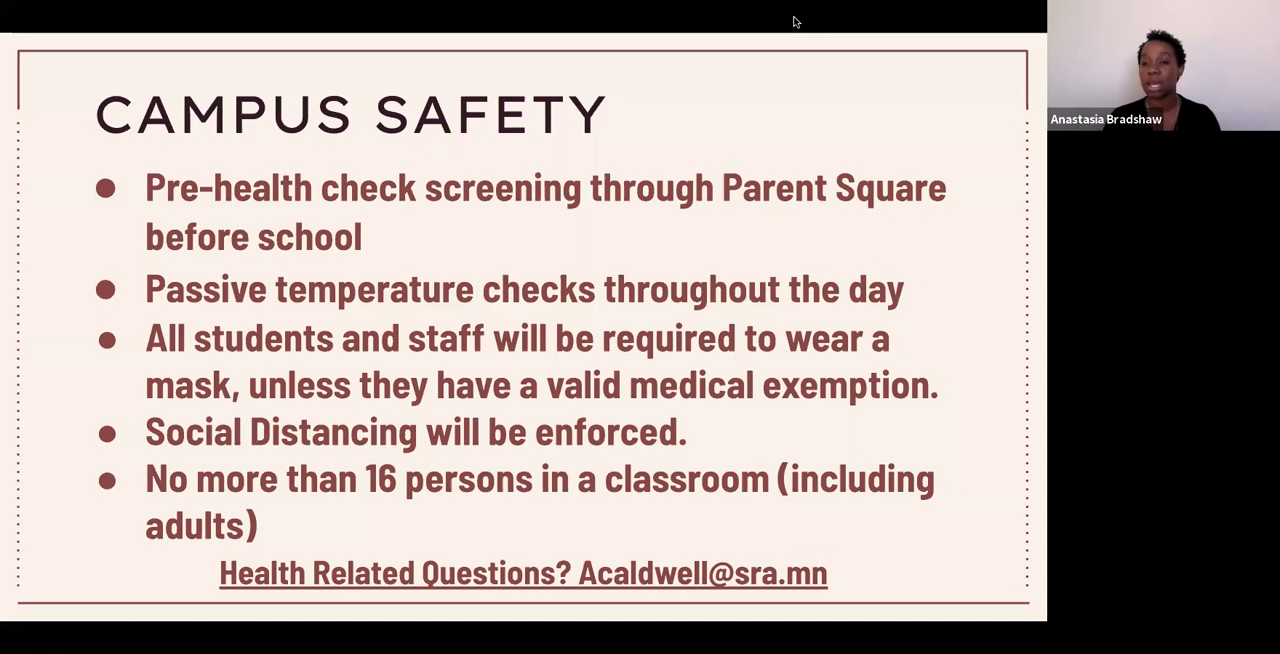 CAMPUS SAFETY
● Pre-health check screening through Parent Square
before school
● Passive temperature checks throughout the day
● All students and staff will be required to wear a
mask, unless they have a valid medical exemption.
● Social Distancing will be enforced.
● No more than 16 persons in a classroom (including
adults)
Health Related Questions? Acaldwell@sra.mn
Anastasia Bradshaw